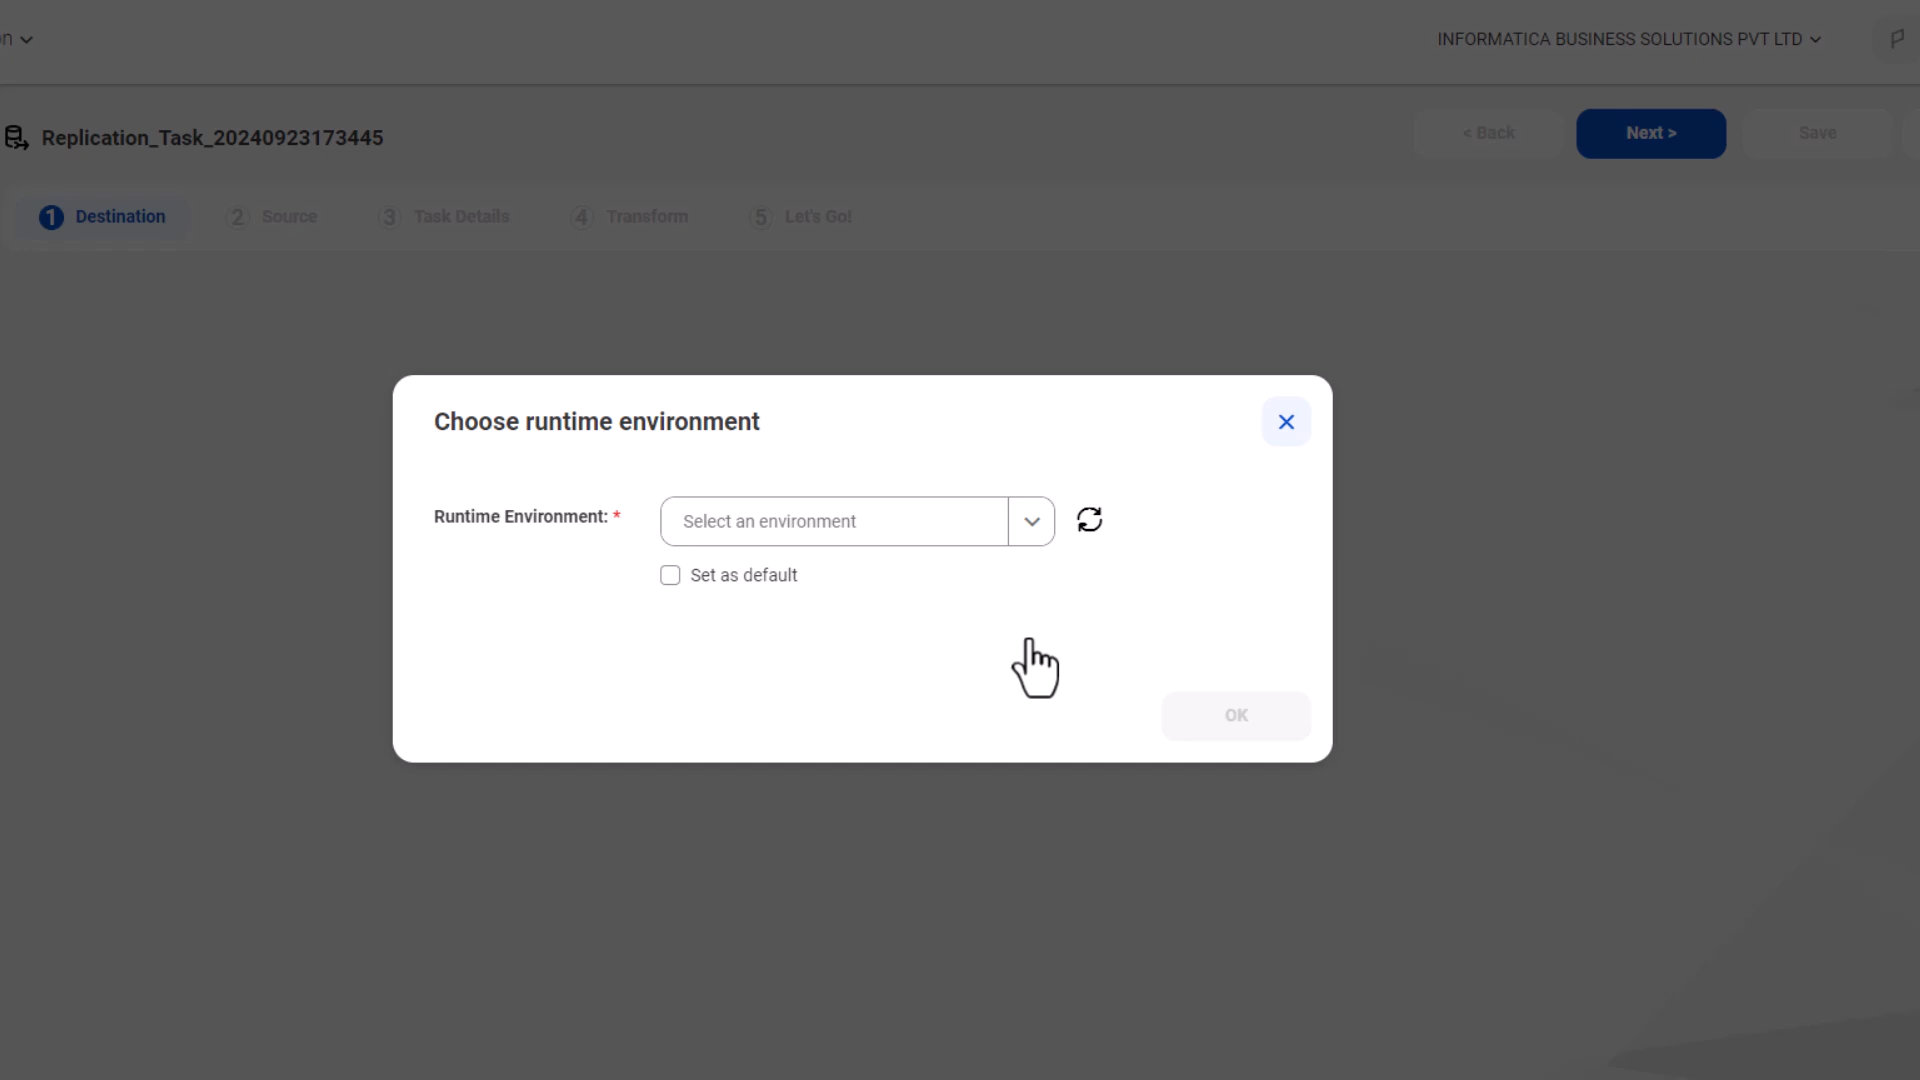 INFORMATICA BUSINESS SOLUTIONS PVT LTD
Replication_Task_20240923173445
< Back
Next >
Save
1 Destination
2 Source
3 Task Details
4 Transform
5 Let's Go!
Choose runtime environment
Runtime Environment: *
Select an environment
Set as default
OK